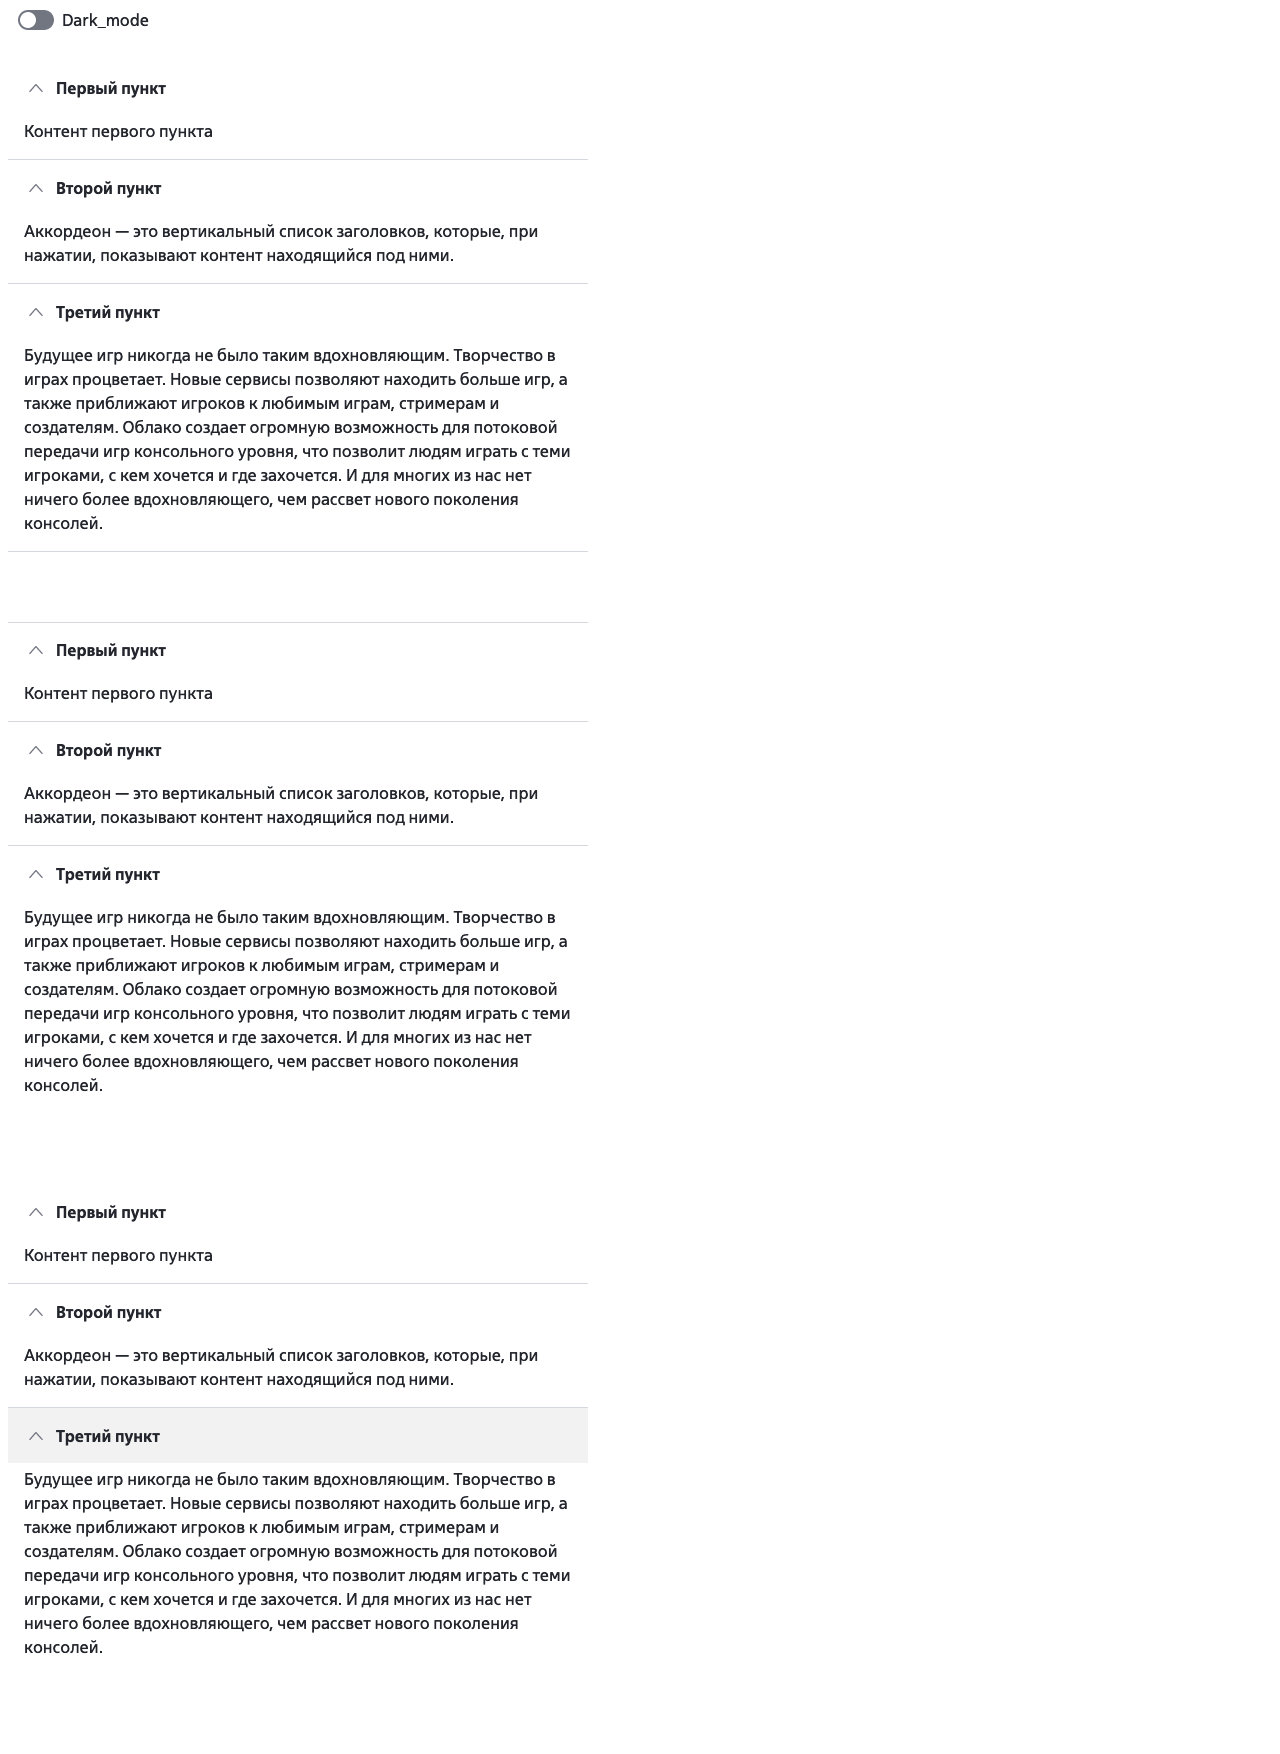 Dark_mode
Первый пункт
Контент первого пункта
Второй пункт
Аккордеон — это вертикальный список заголовков, которые, при
нажатии, показывают контент находящийся под ними.
Третий пункт
Будущее игр никогда не было таким вдохновляющим. Творчество в
играх процветает. Новые сервисы позволяют находить больше игр, а
также приближают игроков к любимым играм, стримерам и
создателям. Облако создает огромную возможность для потоковой
передачи игр консольного уровня, что позволит людям играть с теми
игроками, с кем хочется и где захочется. И для многих из нас нет
ничего более вдохновляющего, чем рассвет нового поколения
консолей.
Первый пункт
Контент первого пункта
Второй пункт
Аккордеон — это вертикальный список заголовков, которые, при
нажатии, показывают контент находящийся под ними.
Третий пункт
Будущее игр никогда не было таким вдохновляющим. Творчество в
играх процветает. Новые сервисы позволяют находить больше игр, а
также приближают игроков к любимым играм, стримерам и
создателям. Облако создает огромную возможность для потоковой
передачи игр консольного уровня, что позволит людям играть с теми
игроками, с кем хочется и где захочется. И для многих из нас нет
ничего более вдохновляющего, чем рассвет нового поколения
консолей.
Первый пункт
Контент первого пункта
Второй пункт
Аккордеон — это вертикальный список заголовков, которые, при
нажатии, показывают контент находящийся под ними.
Третий пункт
Будущее игр никогда не было таким вдохновляющим. Творчество в
играх процветает. Новые сервисы позволяют находить больше игр, а
также приближают игроков к любимым играм, стримерам и
создателям. Облако создает огромную возможность для потоковой
передачи игр консольного уровня, что позволит людям играть с теми
игроками, с кем хочется и где захочется. И для многих из нас нет
ничего более вдохновляющего, чем рассвет нового поколения
консолей.